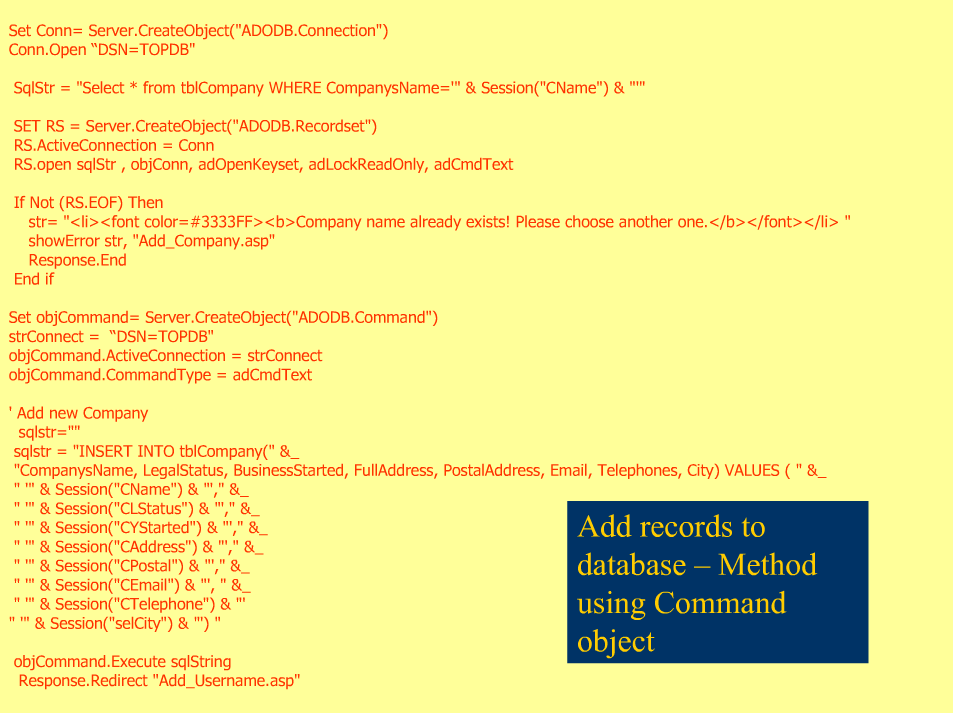 Set Conn= Server.CreateObject("ADODB.Connection")
Conn.Open “DSN=TOPDB"
SqlStr = "Select * from tblCompany WHERE CompanysName='" & Session("CName") & "'"
SET RS = Server.CreateObject("ADODB.Recordset")
RS.ActiveConnection = Conn
RS.open sqlStr , objConn, adOpenKeyset, adLockReadOnly, adCmdText
If Not (RS.EOF) Then
str= "<li><font color=#3333FF><b>Company name already exists! Please choose another one.</b></font></li> "
showError str, "Add_Company.asp"
Response.End
End if
Set objCommand= Server.CreateObject("ADODB.Command")
strConnect = “DSN=TOPDB"
objCommand.ActiveConnection = strConnect
objCommand.CommandType = adCmdText
' Add new Company
sqlstr=""
sqlstr = "INSERT INTO tblCompany(" &_
"CompanysName, LegalStatus, BusinessStarted, FullAddress, PostalAddress, Email, Telephones, City) VALUES ( " &_
" '" & Session("CName") & "'," &_
" '" & Session("CLStatus") & "'," &_
" '" & Session("CYStarted") & "'," &_
" '" & Session("CAddress") & "'," &_
" '" & Session("CPostal") & "'," &_
" '" & Session("CEmail") & "', " &_
" '" & Session("CTelephone") & "'
" '" & Session("selCity") & "') "
objCommand.Execute sqlString
Response.Redirect "Add_Username.asp"
Add records to
database – Method
using Command
object